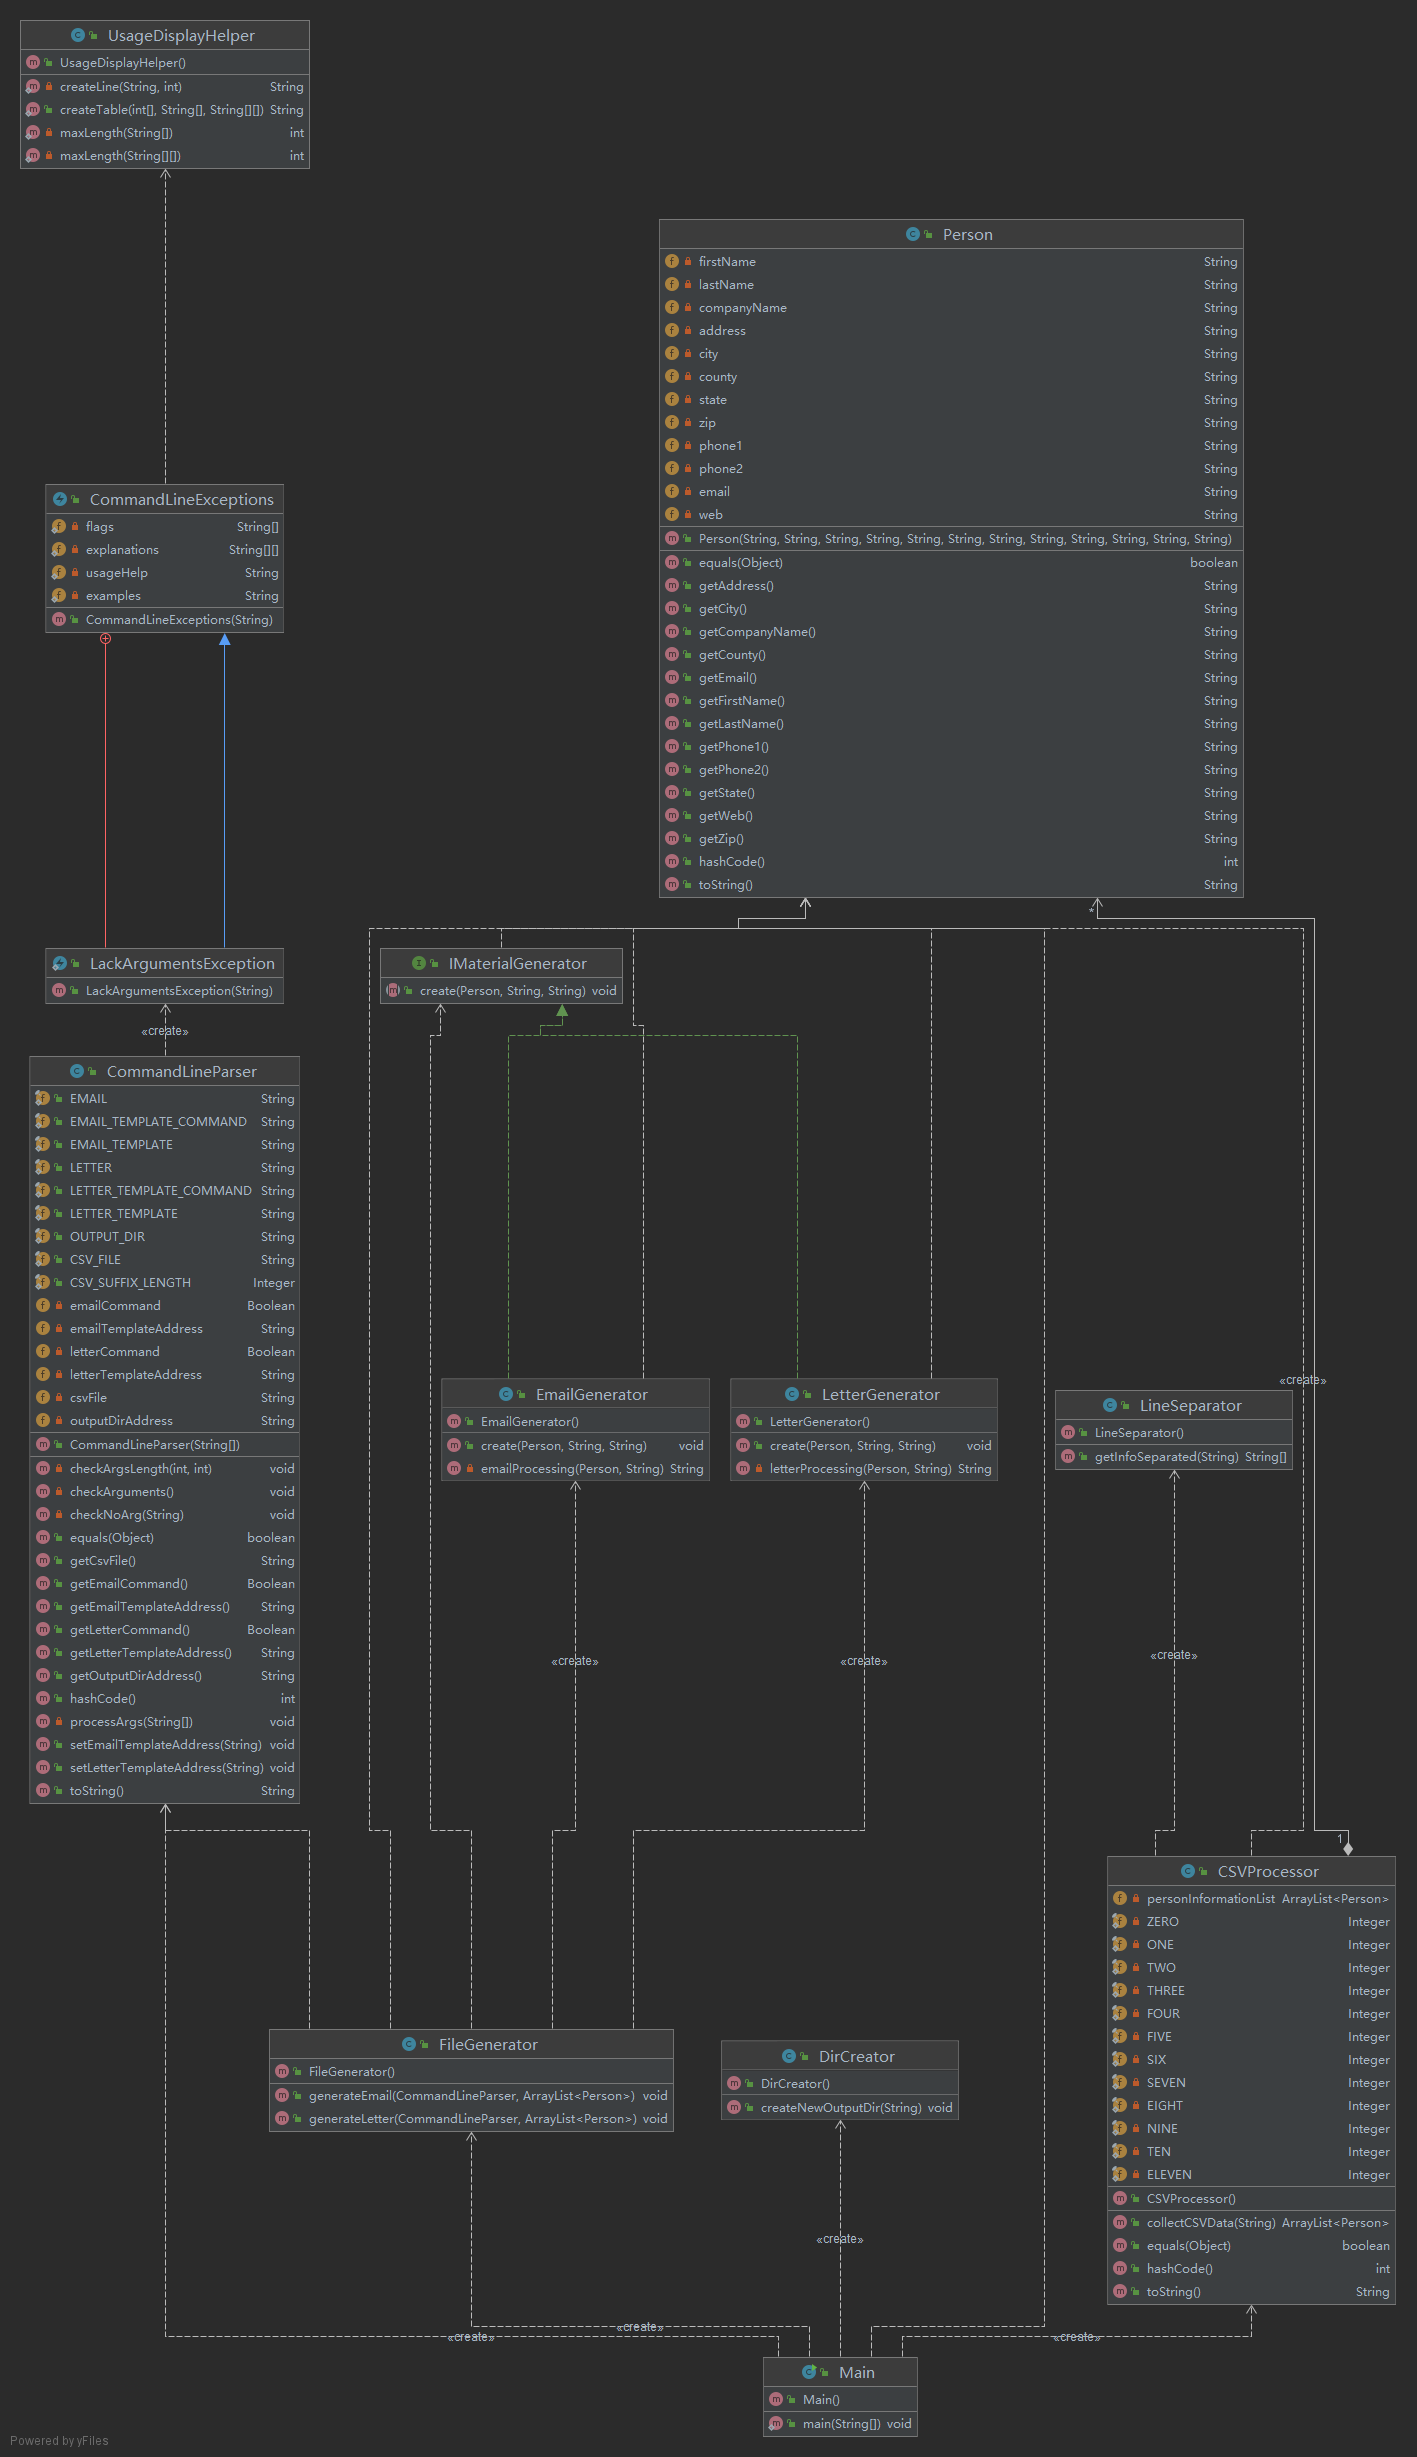 UsageDisplayHelper
UsageDisplayHelper()
createLine(String, int) String
createTable(int[], String[], String[][]) String
maxLength(String[]) int
maxLength(String[][]) int
Person
firstName String
lastName String
companyName String
address String
city String
county String
state String
zip String
phone1 String
phone2 String
email String
web String
Person(String, String, String, String, String, String, String, String, String, String, String, String)
equals(Object) boolean
getAddress() String
getCity() String
getCompanyName() String
getCounty() String
getEmail() String
getFirstName() String
getLastName() String
getPhone1() String
getPhone2() String
getState() String
getWeb() String
getZip() String
hashCode() int
toString() String
CommandLineExceptions
flags String[]
explanations String[][]
usageHelp String
examples String
CommandLineExceptions(String)
*
LackArgumentsException
LackArgumentsException(String)
IMaterialGenerator
create(Person, String, String) void
«create»
CommandLineParser
EMAIL String
EMAIL_TEMPLATE_COMMAND String
EMAIL_TEMPLATE String
LETTER String
LETTER_TEMPLATE_COMMAND String
LETTER_TEMPLATE String
OUTPUT_DIR String
CSV_FILE String
CSV_SUFFIX_LENGTH Integer
emailCommand Boolean
emailTemplateAddress String
letterCommand Boolean
letterTemplateAddress String
csvFile String
outputDirAddress String
CommandLineParser(String[])
checkArgsLength(int, int) void
checkArguments() void
checkNoArg(String) void
equals(Object) boolean
getCsvFile() String
getEmailCommand() Boolean
getEmailTemplateAddress() String
getLetterCommand() Boolean
getLetterTemplateAddress() String
getOutputDirAddress() String
hashCode() int
processArgs(String[]) void
setEmailTemplateAddress(String) void
setLetterTemplateAddress(String) void
toString() String
EmailGenerator
EmailGenerator()
create(Person, String, String) void
emailProcessing(Person, String) String
LetterGenerator
LetterGenerator()
create(Person, String, String) void
letterProcessing(Person, String) String
«create»
LineSeparator
LineSeparator()
getInfoSeparated(String) String[]
«create»
«create»
«create»
1
CSVProcessor
personInformationList ArrayList<Person>
ZERO Integer
ONE Integer
TWO Integer
THREE Integer
FOUR Integer
FIVE Integer
SIX Integer
SEVEN Integer
EIGHT Integer
NINE Integer
TEN Integer
ELEVEN Integer
CSVProcessor()
collectCSVData(String) ArrayList<Person>
equals(Object) boolean
hashCode() int
toString() String
FileGenerator
FileGenerator()
generateEmail(CommandLineParser, ArrayList<Person>) void
generateLetter(CommandLineParser, ArrayList<Person>) void
DirCreator
DirCreator()
createNewOutputDir(String) void
«create»
«create»
«create»
«create»
Main
Main()
main(String[]) void
Powered by yFiles